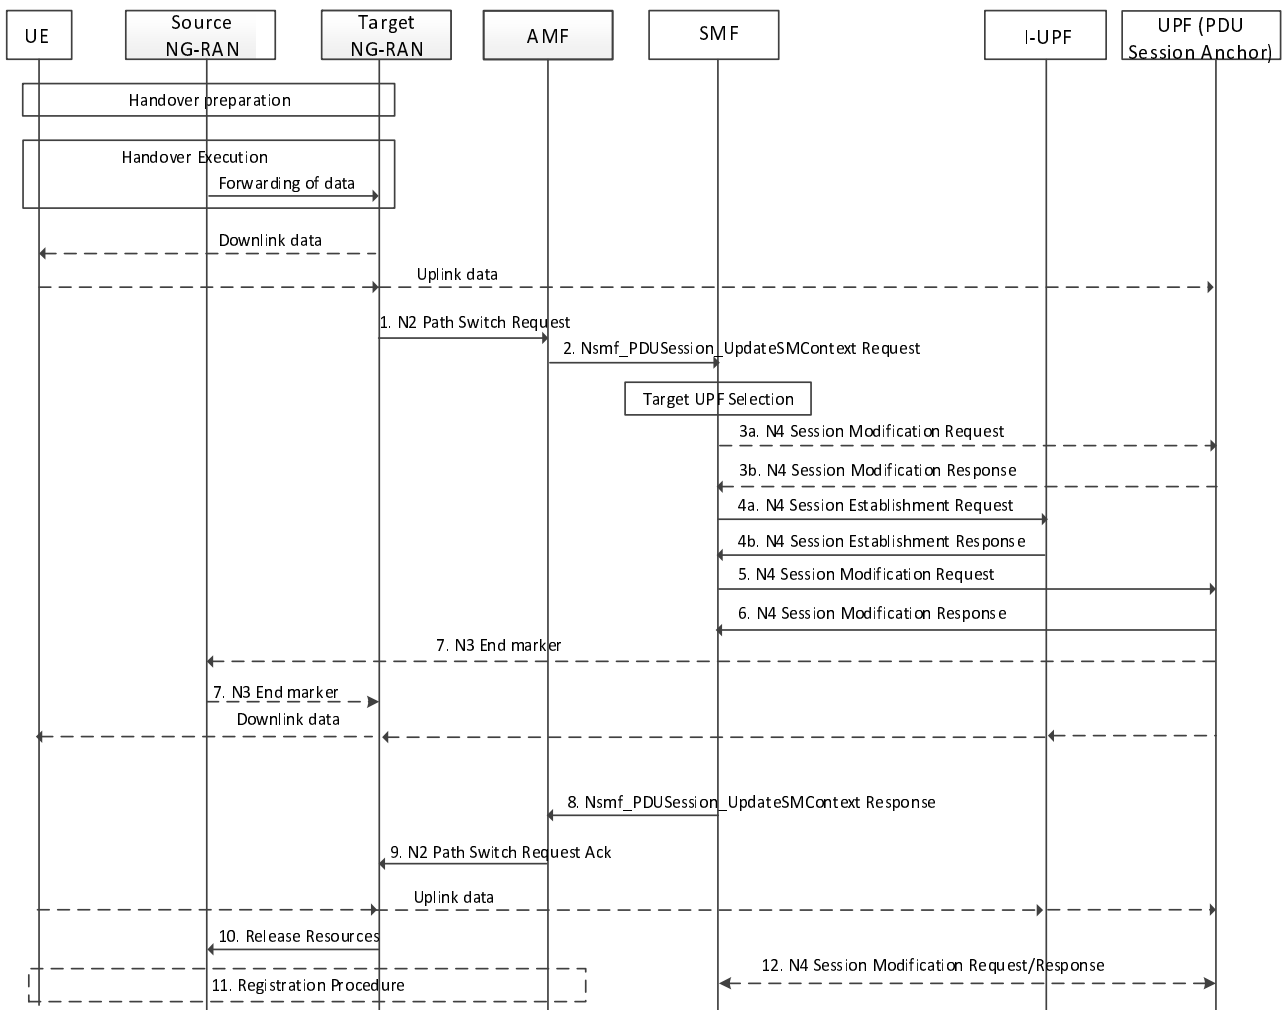 UE
Source
NG-RAN
Target
NG-RAN
AMF
SMF
I-UPF
UPF (PDU
Session Anchor)
Handover preparation
Handover Execution
Forwarding of data
Downlink data
Uplink data
1. N2 Path Switch Request
2. Nsmf_PDUSession_UpdateSMContext Request
Target UPF Selection
3a. N4 Session Modification Request
3b. N4 Session Modification Response
4a. N4 Session Establishment Request
4b. N4 Session Establishment Response
5. N4 Session Modification Request
6. N4 Session Modification Response
7. N3 End marker
7. N3 End marker
Downlink data
8. Nsmf_PDUSession_UpdateSMContext Response
9. N2 Path Switch Request Ack
Uplink data
10. Release Resources
12. N4 Session Modification Request/Response
11. Registration Procedure